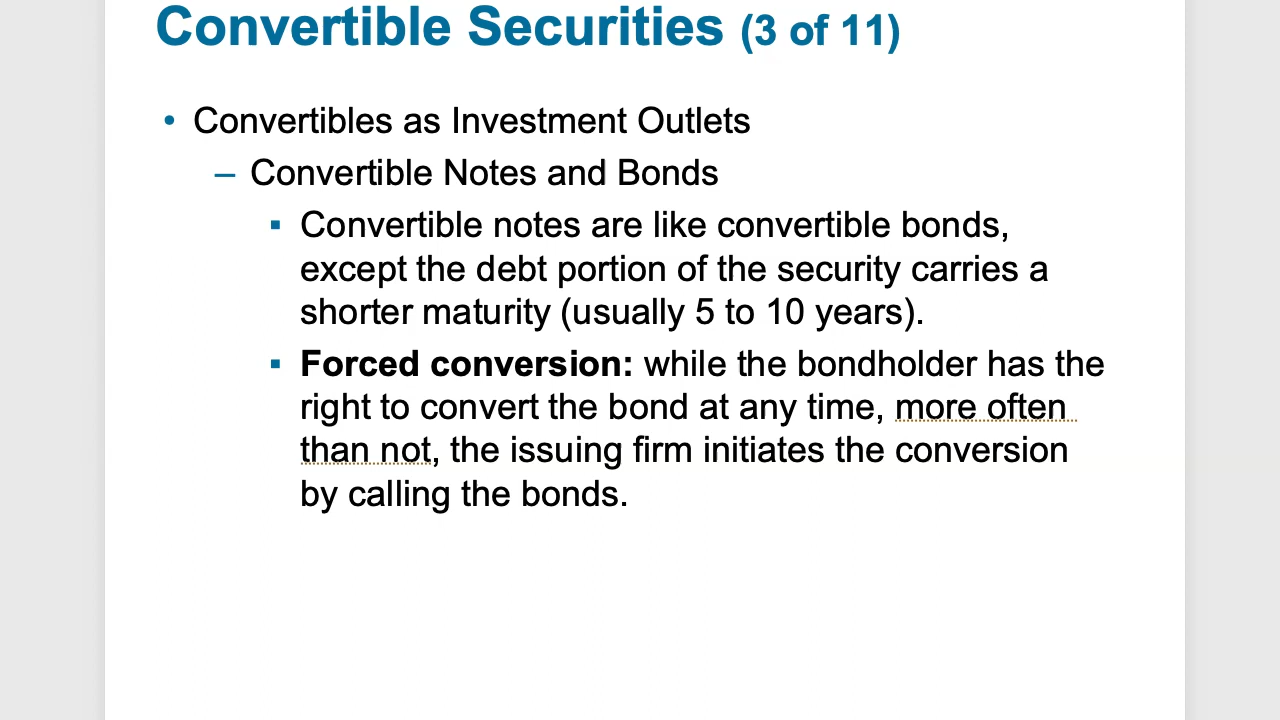 Convertible Securities (3 of 11)
• Convertibles as Investment Outlets
– Convertible Notes and Bonds
▪ Convertible notes are like convertible bonds,
except the debt portion of the security carries a
shorter maturity (usually 5 to 10 years).
▪ Forced conversion: while the bondholder has the
right to convert the bond at any time, more often
than not, the issuing firm initiates the conversion
by calling the bonds.